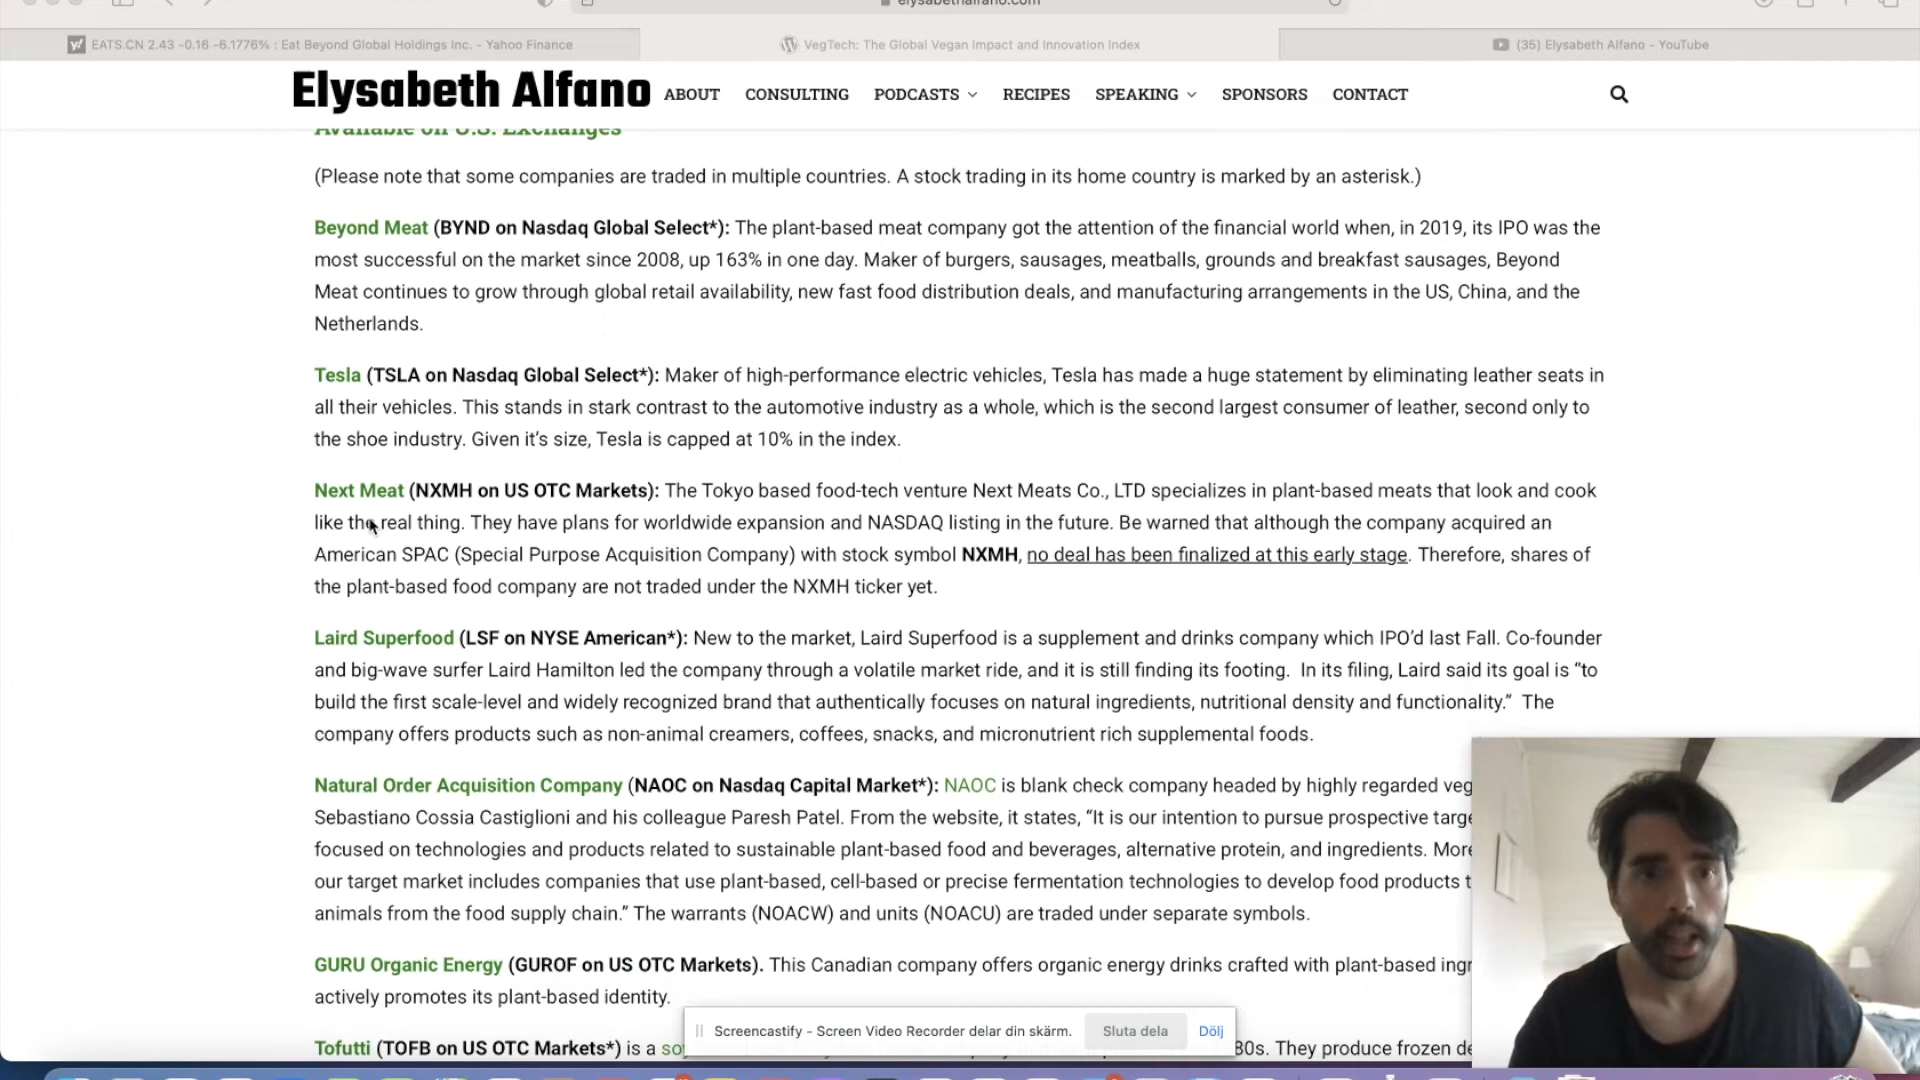 elysabethalfano.com
EATS.CN 2.43 -0.16 -6.1776% : Eat Beyond Global Holdings Inc. - Yahoo Finance
VegTech: The Global Vegan Impact and Innovation Index
(35) Elysabeth Alfano - YouTube
Elysabeth Alfano ABOUT CONSULTING PODCASTS RECIPES SPEAKING SPONSORS CONTACT
Available on U.S. Exchanges
(Please note that some companies are traded in multiple countries. A stock trading in its home country is marked by an asterisk.)
Beyond Meat (BYND on Nasdaq Global Select*): The plant-based meat company got the attention of the financial world when, in 2019, its IPO was the
most successful on the market since 2008, up 163% in one day. Maker of burgers, sausages, meatballs, grounds and breakfast sausages, Beyond
Meat continues to grow through global retail availability, new fast food distribution deals, and manufacturing arrangements in the US, China, and the
Netherlands.
Tesla (TSLA on Nasdaq Global Select*): Maker of high-performance electric vehicles, Tesla has made a huge statement by eliminating leather seats in
all their vehicles. This stands in stark contrast to the automotive industry as a whole, which is the second largest consumer of leather, second only to
the shoe industry. Given it's size, Tesla is capped at 10% in the index.
Next Meat (NXMH on US OTC Markets): The Tokyo based food-tech venture Next Meats Co., LTD specializes in plant-based meats that look and cook
like the real thing. They have plans for worldwide expansion and NASDAQ listing in the future. Be warned that although the company acquired an
American SPAC (Special Purpose Acquisition Company) with stock symbol NXMH, no deal has been finalized at this early stage. Therefore, shares of
the plant-based food company are not traded under the NXMH ticker yet.
Laird Superfood (LSF on NYSE American*): New to the market, Laird Superfood is a supplement and drinks company which IPO'd last Fall. Co-founder
and big-wave surfer Laird Hamilton led the company through a volatile market ride, and it is still finding its footing. In its filing, Laird said its goal is "to
build the first scale-level and widely recognized brand that authentically focuses on natural ingredients, nutritional density and functionality." The
company offers products such as non-animal creamers, coffees, snacks, and micronutrient rich supplemental foods.
Natural Order Acquisition Company (NAOC on Nasdaq Capital Market*): NAOC is blank check company headed by highly regarded veg
Sebastiano Cossia Castiglioni and his colleague Paresh Patel. From the website, it states, "It is our intention to pursue prospective targe
focused on technologies and products related to sustainable plant-based food and beverages, alternative protein, and ingredients. More
our target market includes companies that use plant-based, cell-based or precise fermentation technologies to develop food products t
animals from the food supply chain." The warrants (NOACW) and units (NOACU) are traded under separate symbols.
GURU Organic Energy (GUROF on US OTC Markets). This Canadian company offers organic energy drinks crafted with plant-based ingr
actively promotes its plant-based identity.
Screencastify - Screen Video Recorder delar din skärm. Sluta dela Dölj
Tofutti (TOFB on US OTC Markets*) is a so 80s. They produce frozen de